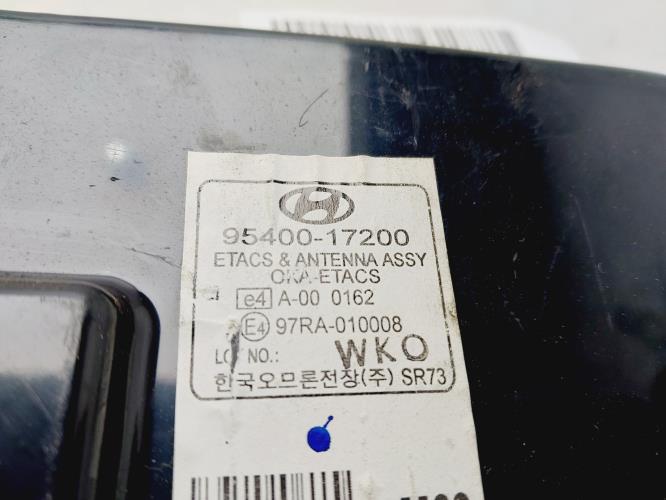 95400-17200
ETACS & ANTENNA ASSY
OKA-ETACS
e4 A-00 0162
E4 97RA-010008
LOT NO.: WKO
한국오므론전장(주) SR73